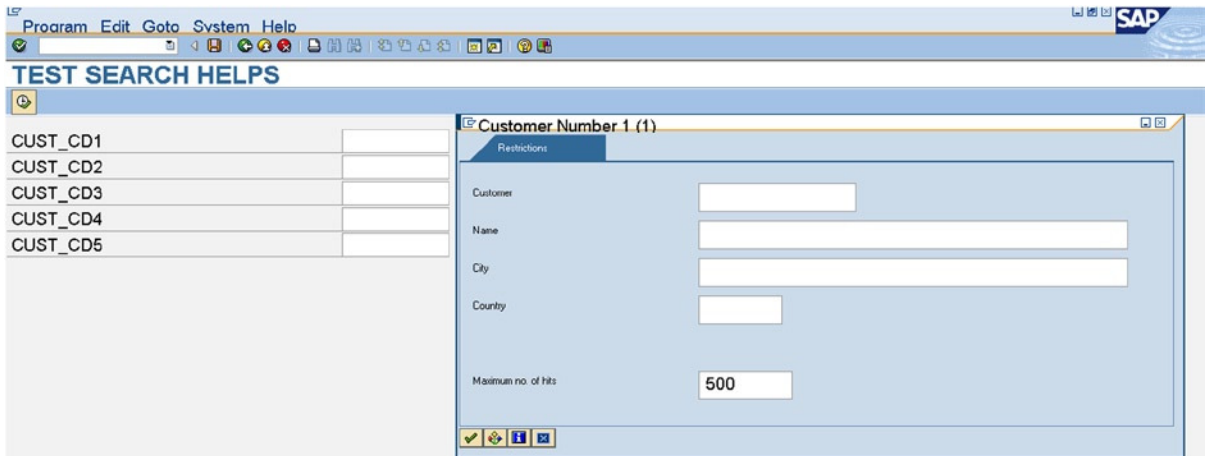 Program Edit Goto System Help
SAP
TEST SEARCH HELPS
Customer Number 1 (1)
Restrictions
CUST_CD1
CUST_CD2
CUST_CD3
CUST_CD4
CUST_CD5
Customer
Name
City
Country
Maximum no. of hits 500